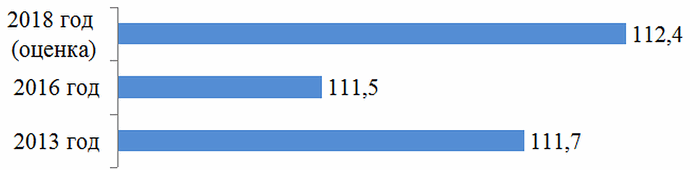 2018 год
(оценка)
112,4
2016 год
111,5
2013 год
111,7